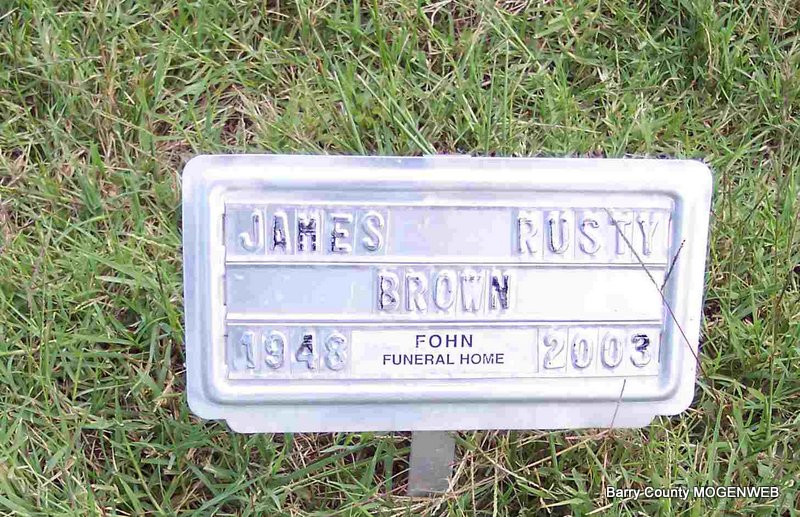 JAMES RUSTY
BROWN
1948 FOHN FUNERAL HOME 2003
Barry County MOGENWEB